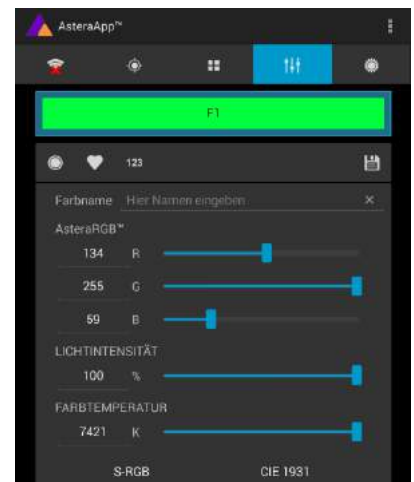 AsteraApp™
F1
123
Farbname Hier Namen eingeben
AsteraRGB™
134 R
255 G
59 B
LICHTINTENSITÄT
100 %
FARBTEMPERATUR
7421 K
S-RGB CIE 1931